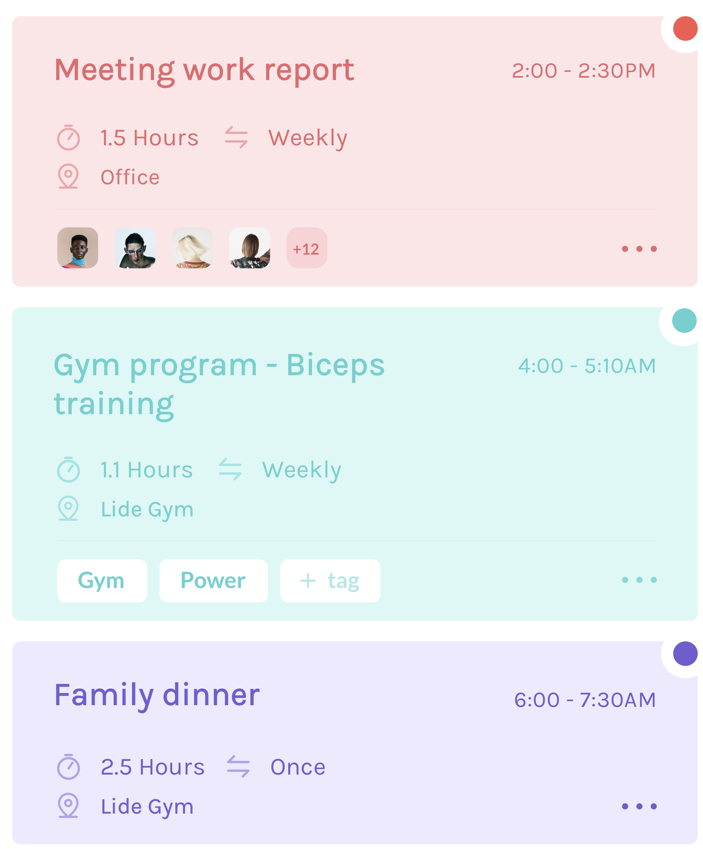 Meeting work report
2:00 - 2:30PM
1.5 Hours
Weekly
Office
+12
Gym program - Biceps
training
4:00 - 5:10AM
1.1 Hours
Weekly
Lide Gym
Gym
Power
+ tag
Family dinner
6:00 - 7:30AM
2.5 Hours
Once
Lide Gym